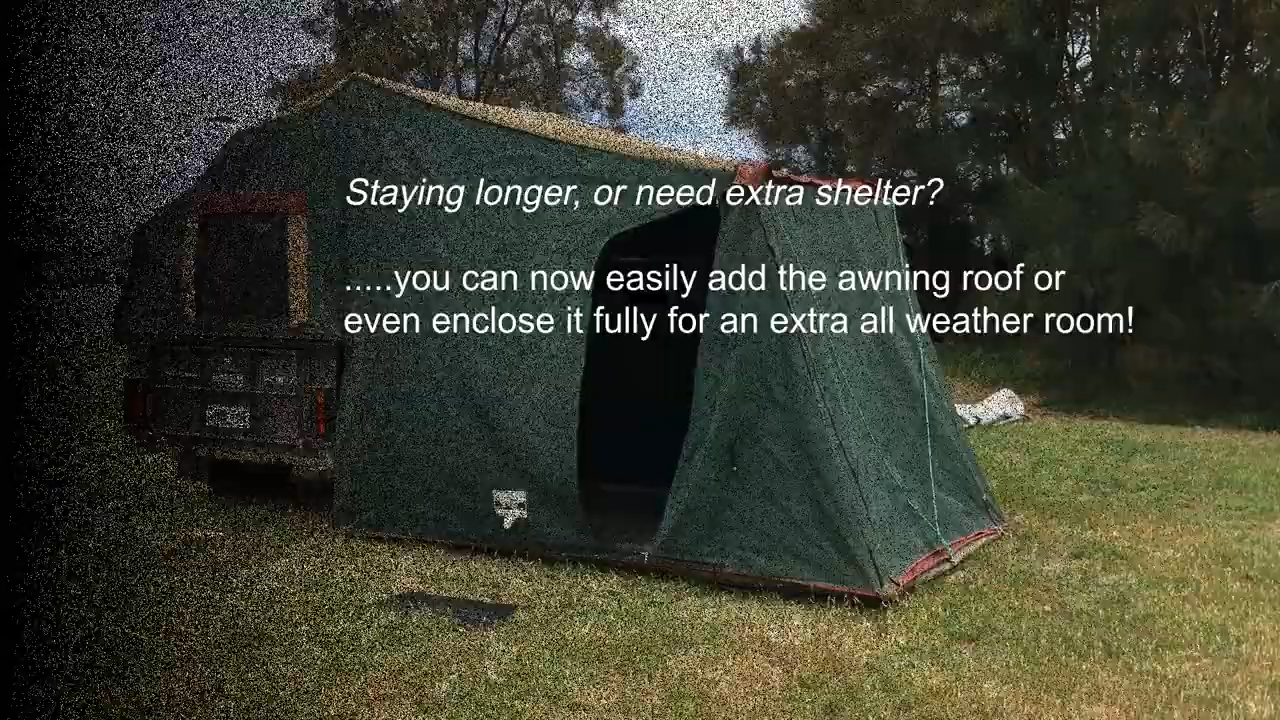 Staying longer, or need extra shelter?
.....you can now easily add the awning roof or
even enclose it fully for an extra all weather room!